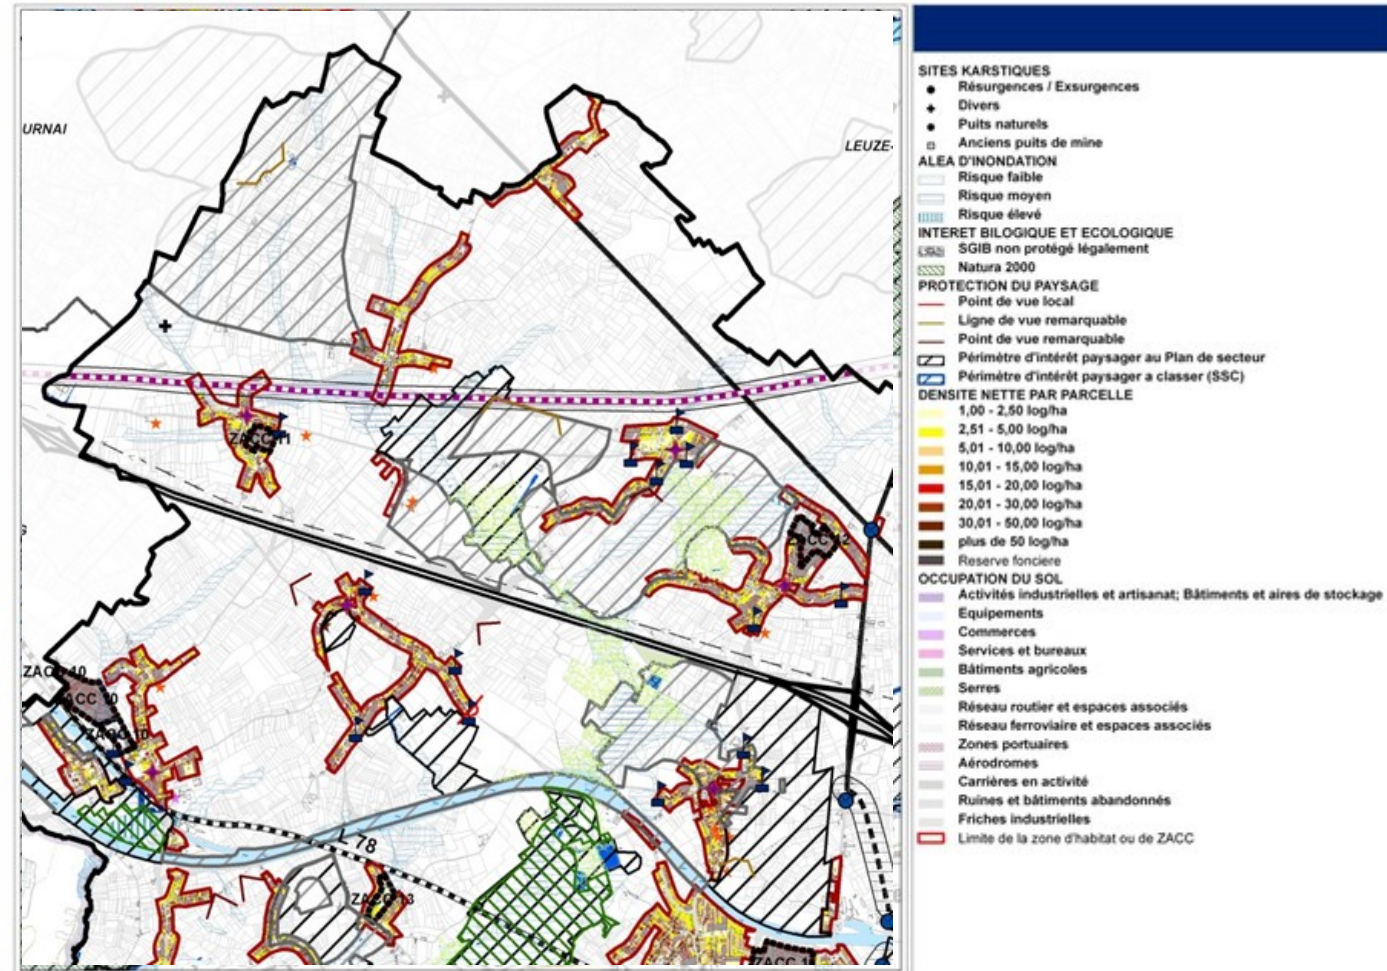 URNAI
LEUZE-
ZACC 11
ZACC 12
ZACC 10
ZACC 10
ZACC 10
L 78
ZACC 13
ZACC 1
SITES KARSTIQUES
Résurgences / Exsurgences
Divers
Puits naturels
Anciens puits de mine
ALEA D'INONDATION
Risque faible
Risque moyen
Risque élevé
INTERET BILOGIQUE ET ECOLOGIQUE
SGIB non protégé légalement
Natura 2000
PROTECTION DU PAYSAGE
Point de vue local
Ligne de vue remarquable
Point de vue remarquable
Périmètre d'intérêt paysager au Plan de secteur
Périmètre d'intérêt paysager a classer (SSC)
DENSITE NETTE PAR PARCELLE
1,00 - 2,50 log/ha
2,51 - 5,00 log/ha
5,01 - 10,00 log/ha
10,01 - 15,00 log/ha
15,01 - 20,00 log/ha
20,01 - 30,00 log/ha
30,01 - 50,00 log/ha
plus de 50 log/ha
Reserve fonciere
OCCUPATION DU SOL
Activités industrielles et artisanat; Bâtiments et aires de stockage
Equipements
Commerces
Services et bureaux
Bâtiments agricoles
Serres
Réseau routier et espaces associés
Réseau ferroviaire et espaces associés
Zones portuaires
Aérodromes
Carrières en activité
Ruines et bâtiments abandonnés
Friches industrielles
Limite de la zone d'habitat ou de ZACC